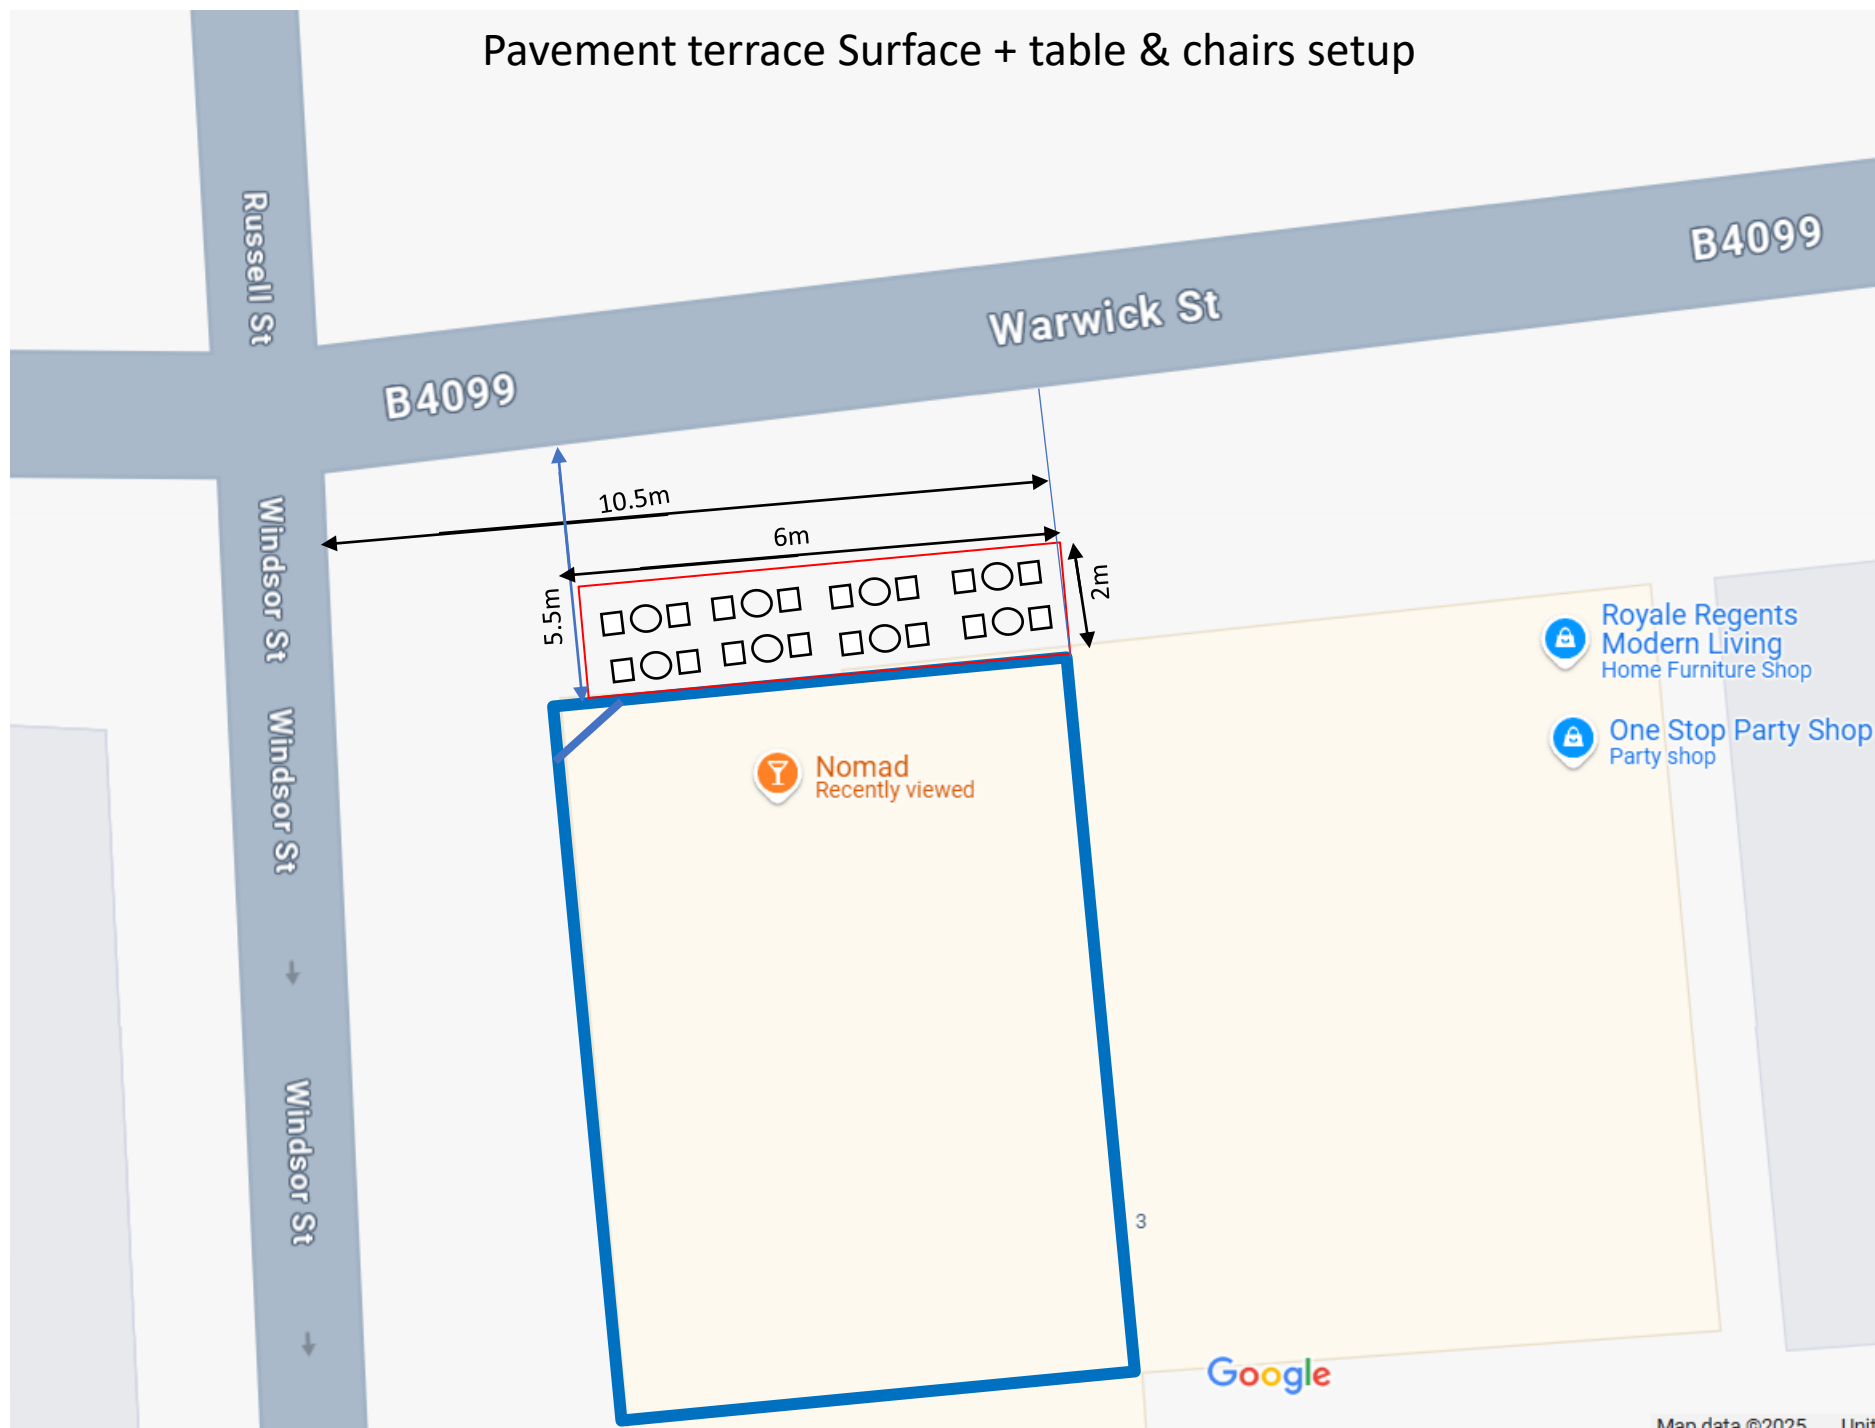 Pavement terrace Surface + table & chairs setup
Russell St
B4099
Warwick St
B4099
10.5m
6m
5.5m
2m
Windsor St
Windsor St
Windsor St
Nomad
Recently viewed
Royale Regents
Modern Living
Home Furniture Shop
One Stop Party Shop
Party shop
3
Google
Map data ©2025 Unit